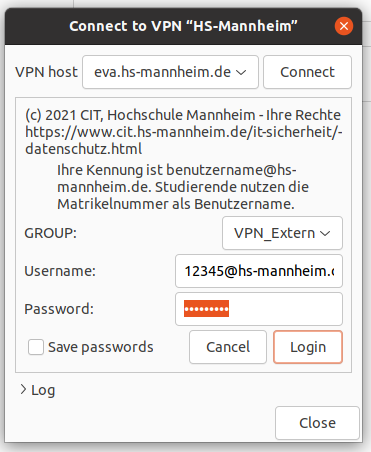 Connect to VPN “HS-Mannheim”
VPN host eva.hs-mannheim.de Connect
(c) 2021 CIT, Hochschule Mannheim - Ihre Rechte
https://www.cit.hs-mannheim.de/it-sicherheit/-
datenschutz.html
Ihre Kennung ist benutzername@hs-
mannheim.de. Studierende nutzen die
Matrikelnummer als Benutzername.
GROUP: VPN_Extern
Username: 12345@hs-mannheim.d
Password: •••••••••
Save passwords Cancel Login
Log
Close